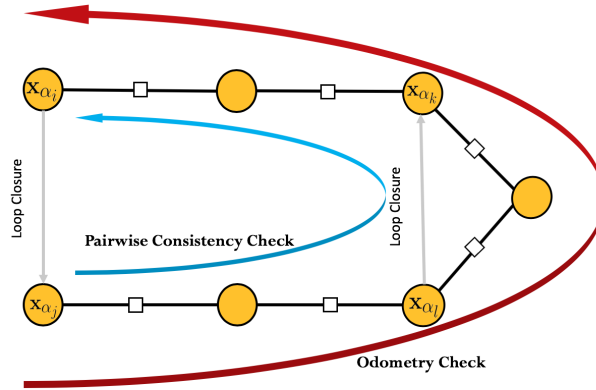 𝐱_{α_i}
𝐱_{α_k}
Loop Closure
Loop Closure
Pairwise Consistency Check
𝐱_{α_j}
𝐱_{α_l}
Odometry Check